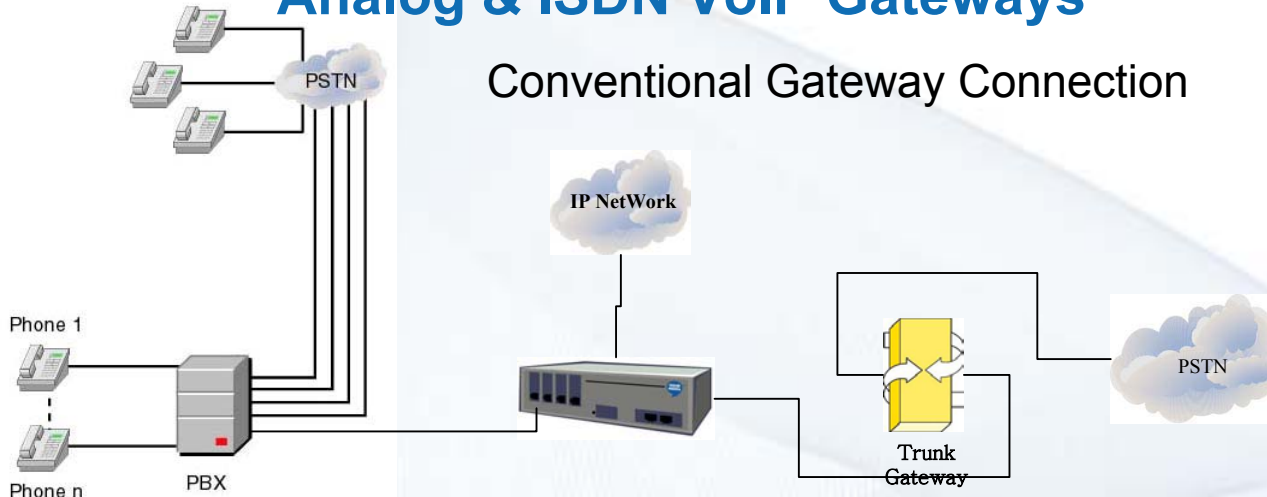 Analog & ISDN VoIP Gateways
Conventional Gateway Connection
PSTN
IP NetWork
Phone 1
PSTN
Trunk
Gateway
PBX
Phone n